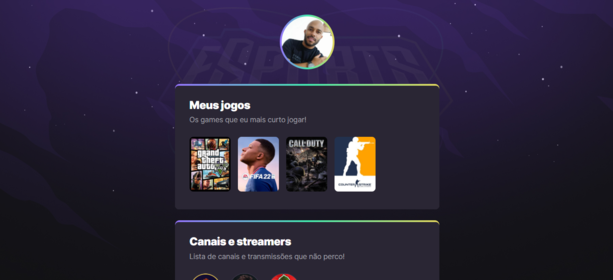 ESPORTS
Meus jogos
Os games que eu mais curto jogar!
grand
theft
auto
FIFA 22
CALL OF DUTY
COUNTER STRIKE
Canais e streamers
Lista de canais e transmissões que não perco!